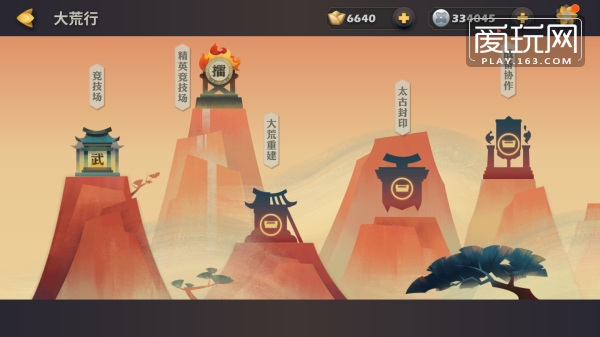 大荒行
6640
334045
爱玩网
PLAY.163.COM
竞技场
精英竞技场
擂
大荒重建
太古封印
协作
武